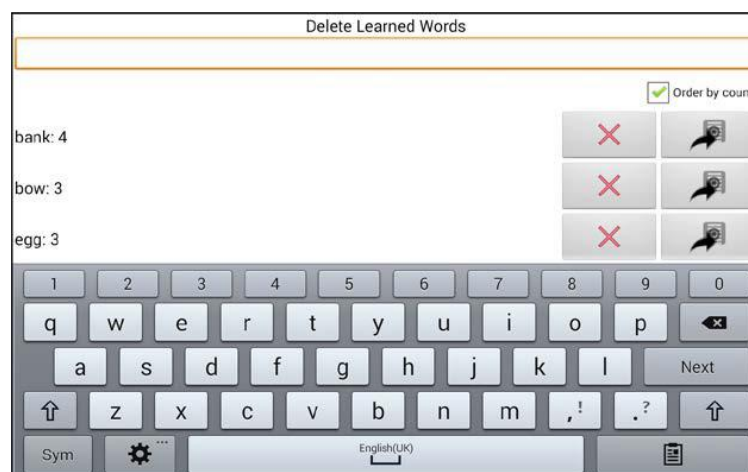 Delete Learned Words
Order by coun
bank: 4
bow: 3
egg: 3
1 2 3 4 5 6 7 8 9 0
q w e r t y u i o p
a s d f g h j k l Next
z x c v b n m ,! .?
Sym ... English(UK)